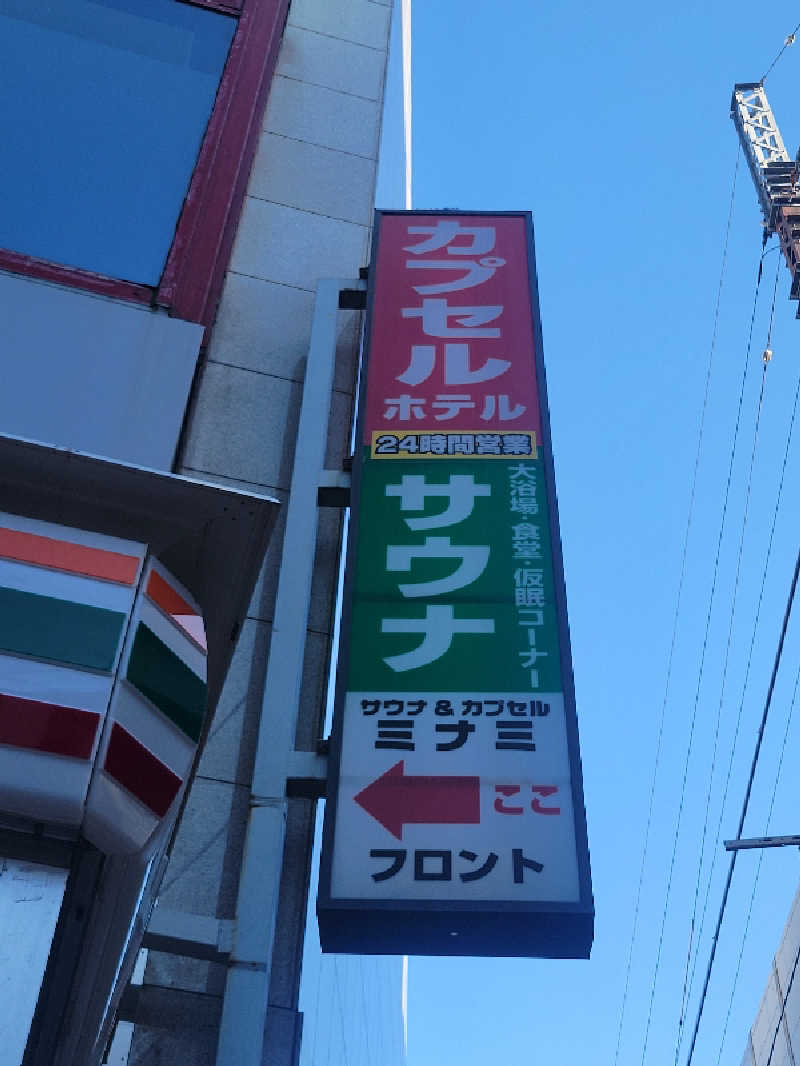 カプセル
ホテル
24時間営業
サウナ
大浴場・食堂・仮眠コーナー
サウナ & カプセル
ミナミ
ここ
フロント